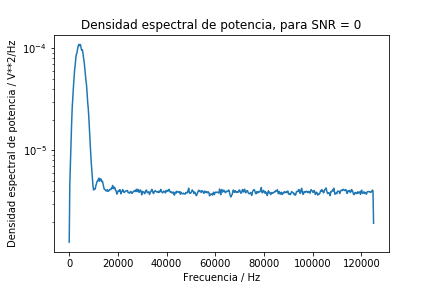 Densidad espectral de potencia, para SNR = 0
Densidad espectral de potencia / V**2/Hz
10⁻⁴
10⁻⁵
0 20000 40000 60000 80000 100000 120000
Frecuencia / Hz